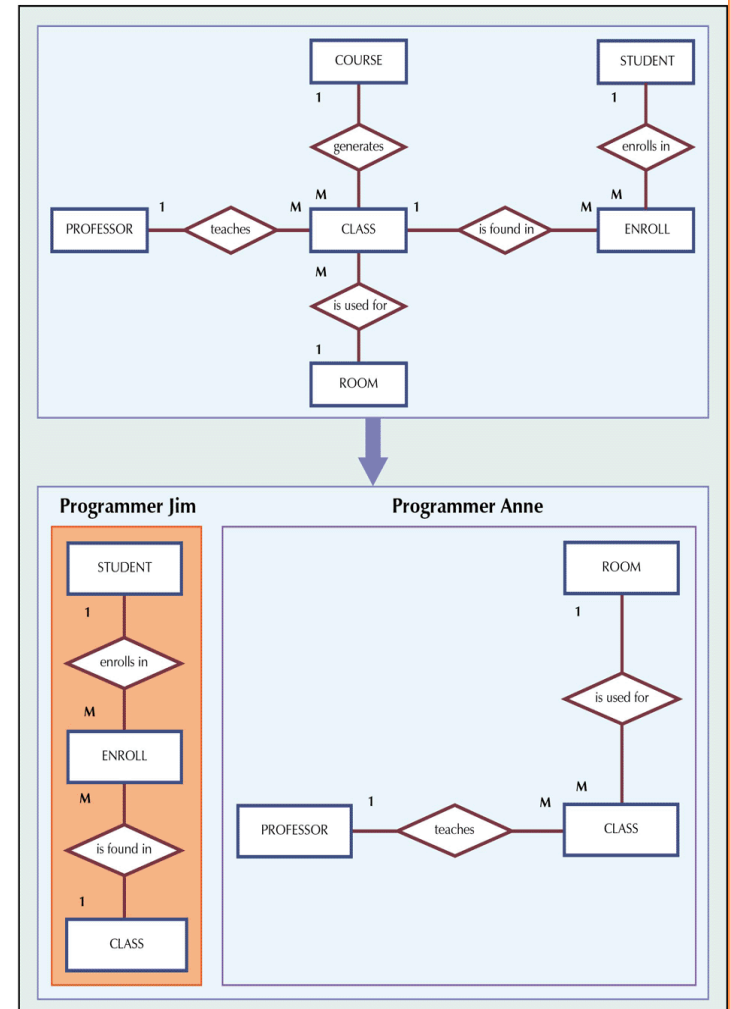 COURSE
STUDENT
1
1
generates
enrolls in
M
M
1
M
1
M
PROFESSOR
teaches
CLASS
is found in
ENROLL
M
is used for
1
ROOM
Programmer Jim
Programmer Anne
STUDENT
1
enrolls in
M
ENROLL
M
is found in
1
CLASS
ROOM
1
is used for
M
1
M
PROFESSOR
teaches
CLASS